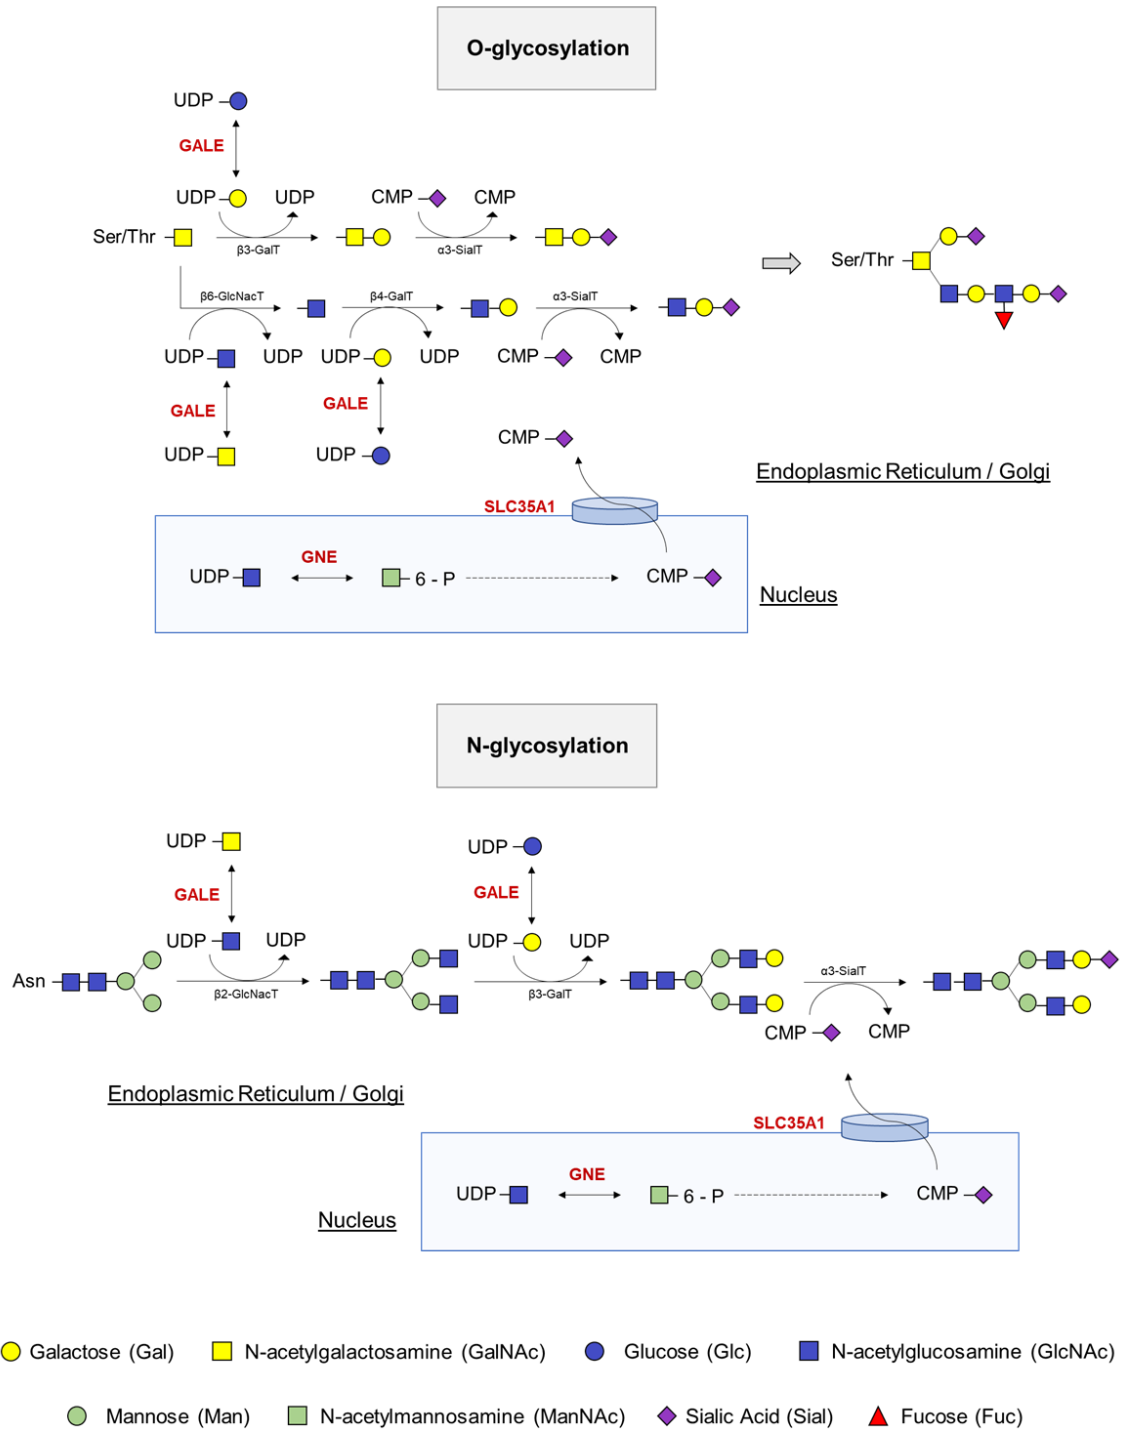 O-glycosylation
UDP
GALE
UDP UDP CMP CMP
Ser/Thr β3-GalT α3-SialT Ser/Thr
β6-GlcNacT β4-GalT α3-SialT
UDP UDP UDP UDP CMP CMP
GALE GALE
UDP UDP
CMP
Endoplasmic Reticulum / Golgi
SLC35A1
GNE
UDP 6 - P CMP
Nucleus
N-glycosylation
UDP UDP
GALE GALE
UDP UDP UDP UDP
Asn β2-GlcNacT β3-GalT α3-SialT
CMP CMP
Endoplasmic Reticulum / Golgi
SLC35A1
GNE
UDP 6 - P CMP
Nucleus
Galactose (Gal) N-acetylgalactosamine (GalNAc) Glucose (Glc) N-acetylglucosamine (GlcNAc)
Mannose (Man) N-acetylmannosamine (ManNAc) Sialic Acid (Sial) Fucose (Fuc)